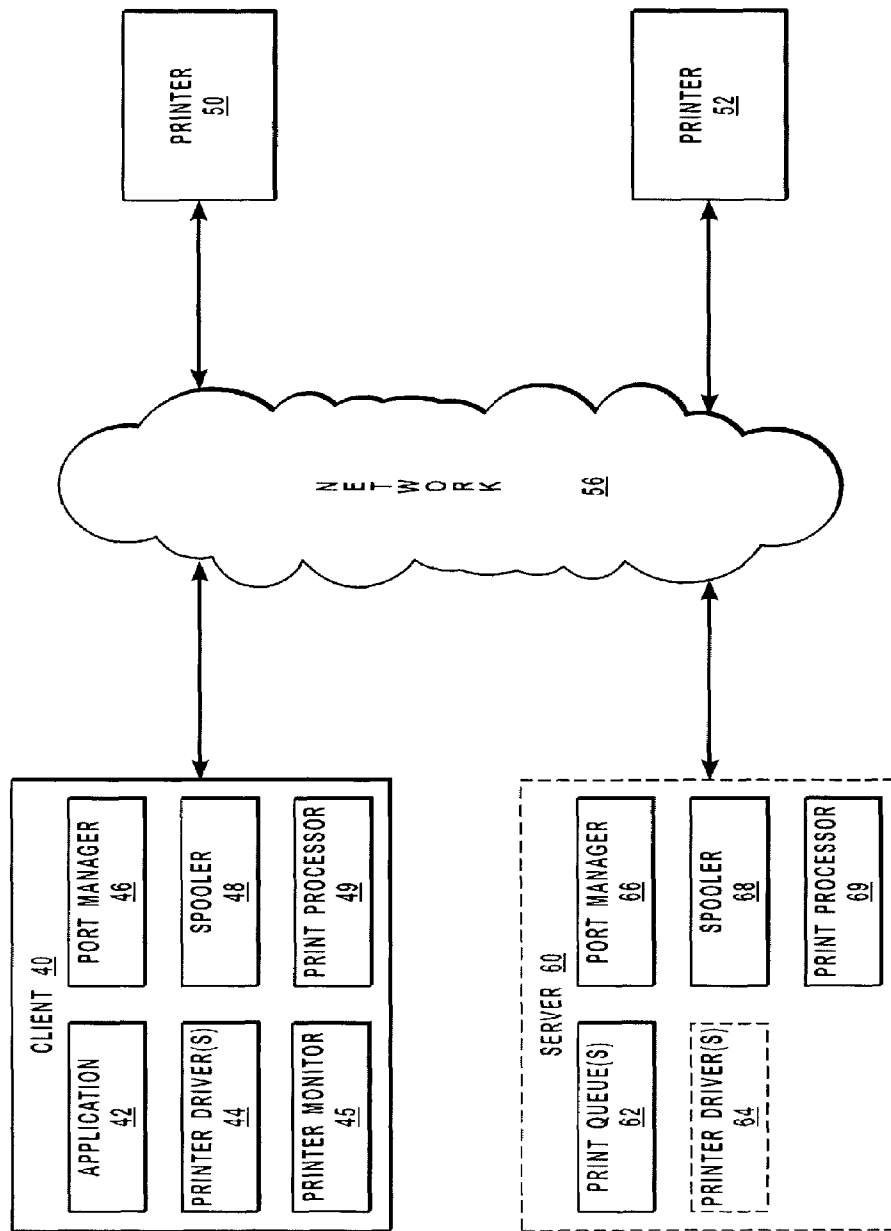 CLIENT 40
APPLICATION
42
PORT MANAGER
46
PRINTER DRIVER(S)
44
SPOOLER
48
PRINTER MONITOR
45
PRINT PROCESSOR
49
SERVER 60
PRINT QUEUE(S)
62
PORT MANAGER
66
PRINTER DRIVER(S)
64
SPOOLER
68
PRINT PROCESSOR
69
NETWORK
56
PRINTER
50
PRINTER
52